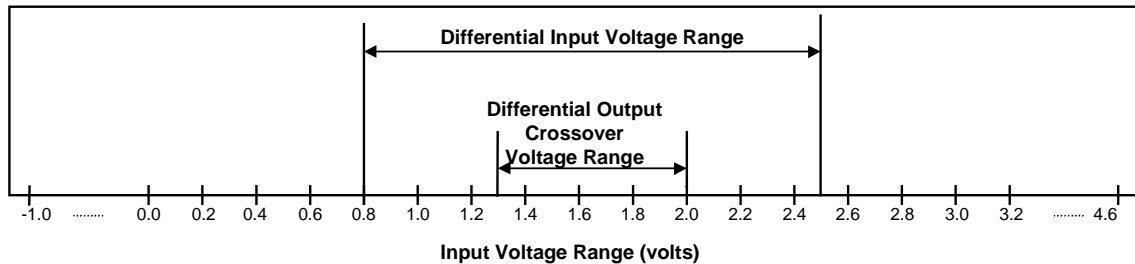 Differential Input Voltage Range
Differential Output
Crossover
Voltage Range
-1.0 ......... 0.0 0.2 0.4 0.6 0.8 1.0 1.2 1.4 1.6 1.8 2.0 2.2 2.4 2.6 2.8 3.0 3.2 ......... 4.6
Input Voltage Range (volts)